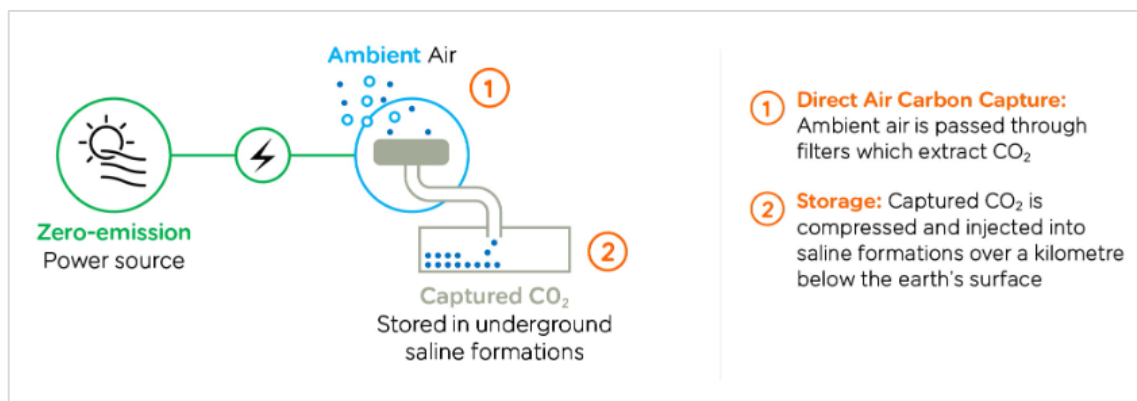 Ambient Air
1
Zero-emission
Power source
2
Captured CO₂
Stored in underground
saline formations
1 Direct Air Carbon Capture:
Ambient air is passed through
filters which extract CO₂
2 Storage: Captured CO₂ is
compressed and injected into
saline formations over a kilometre
below the earth's surface